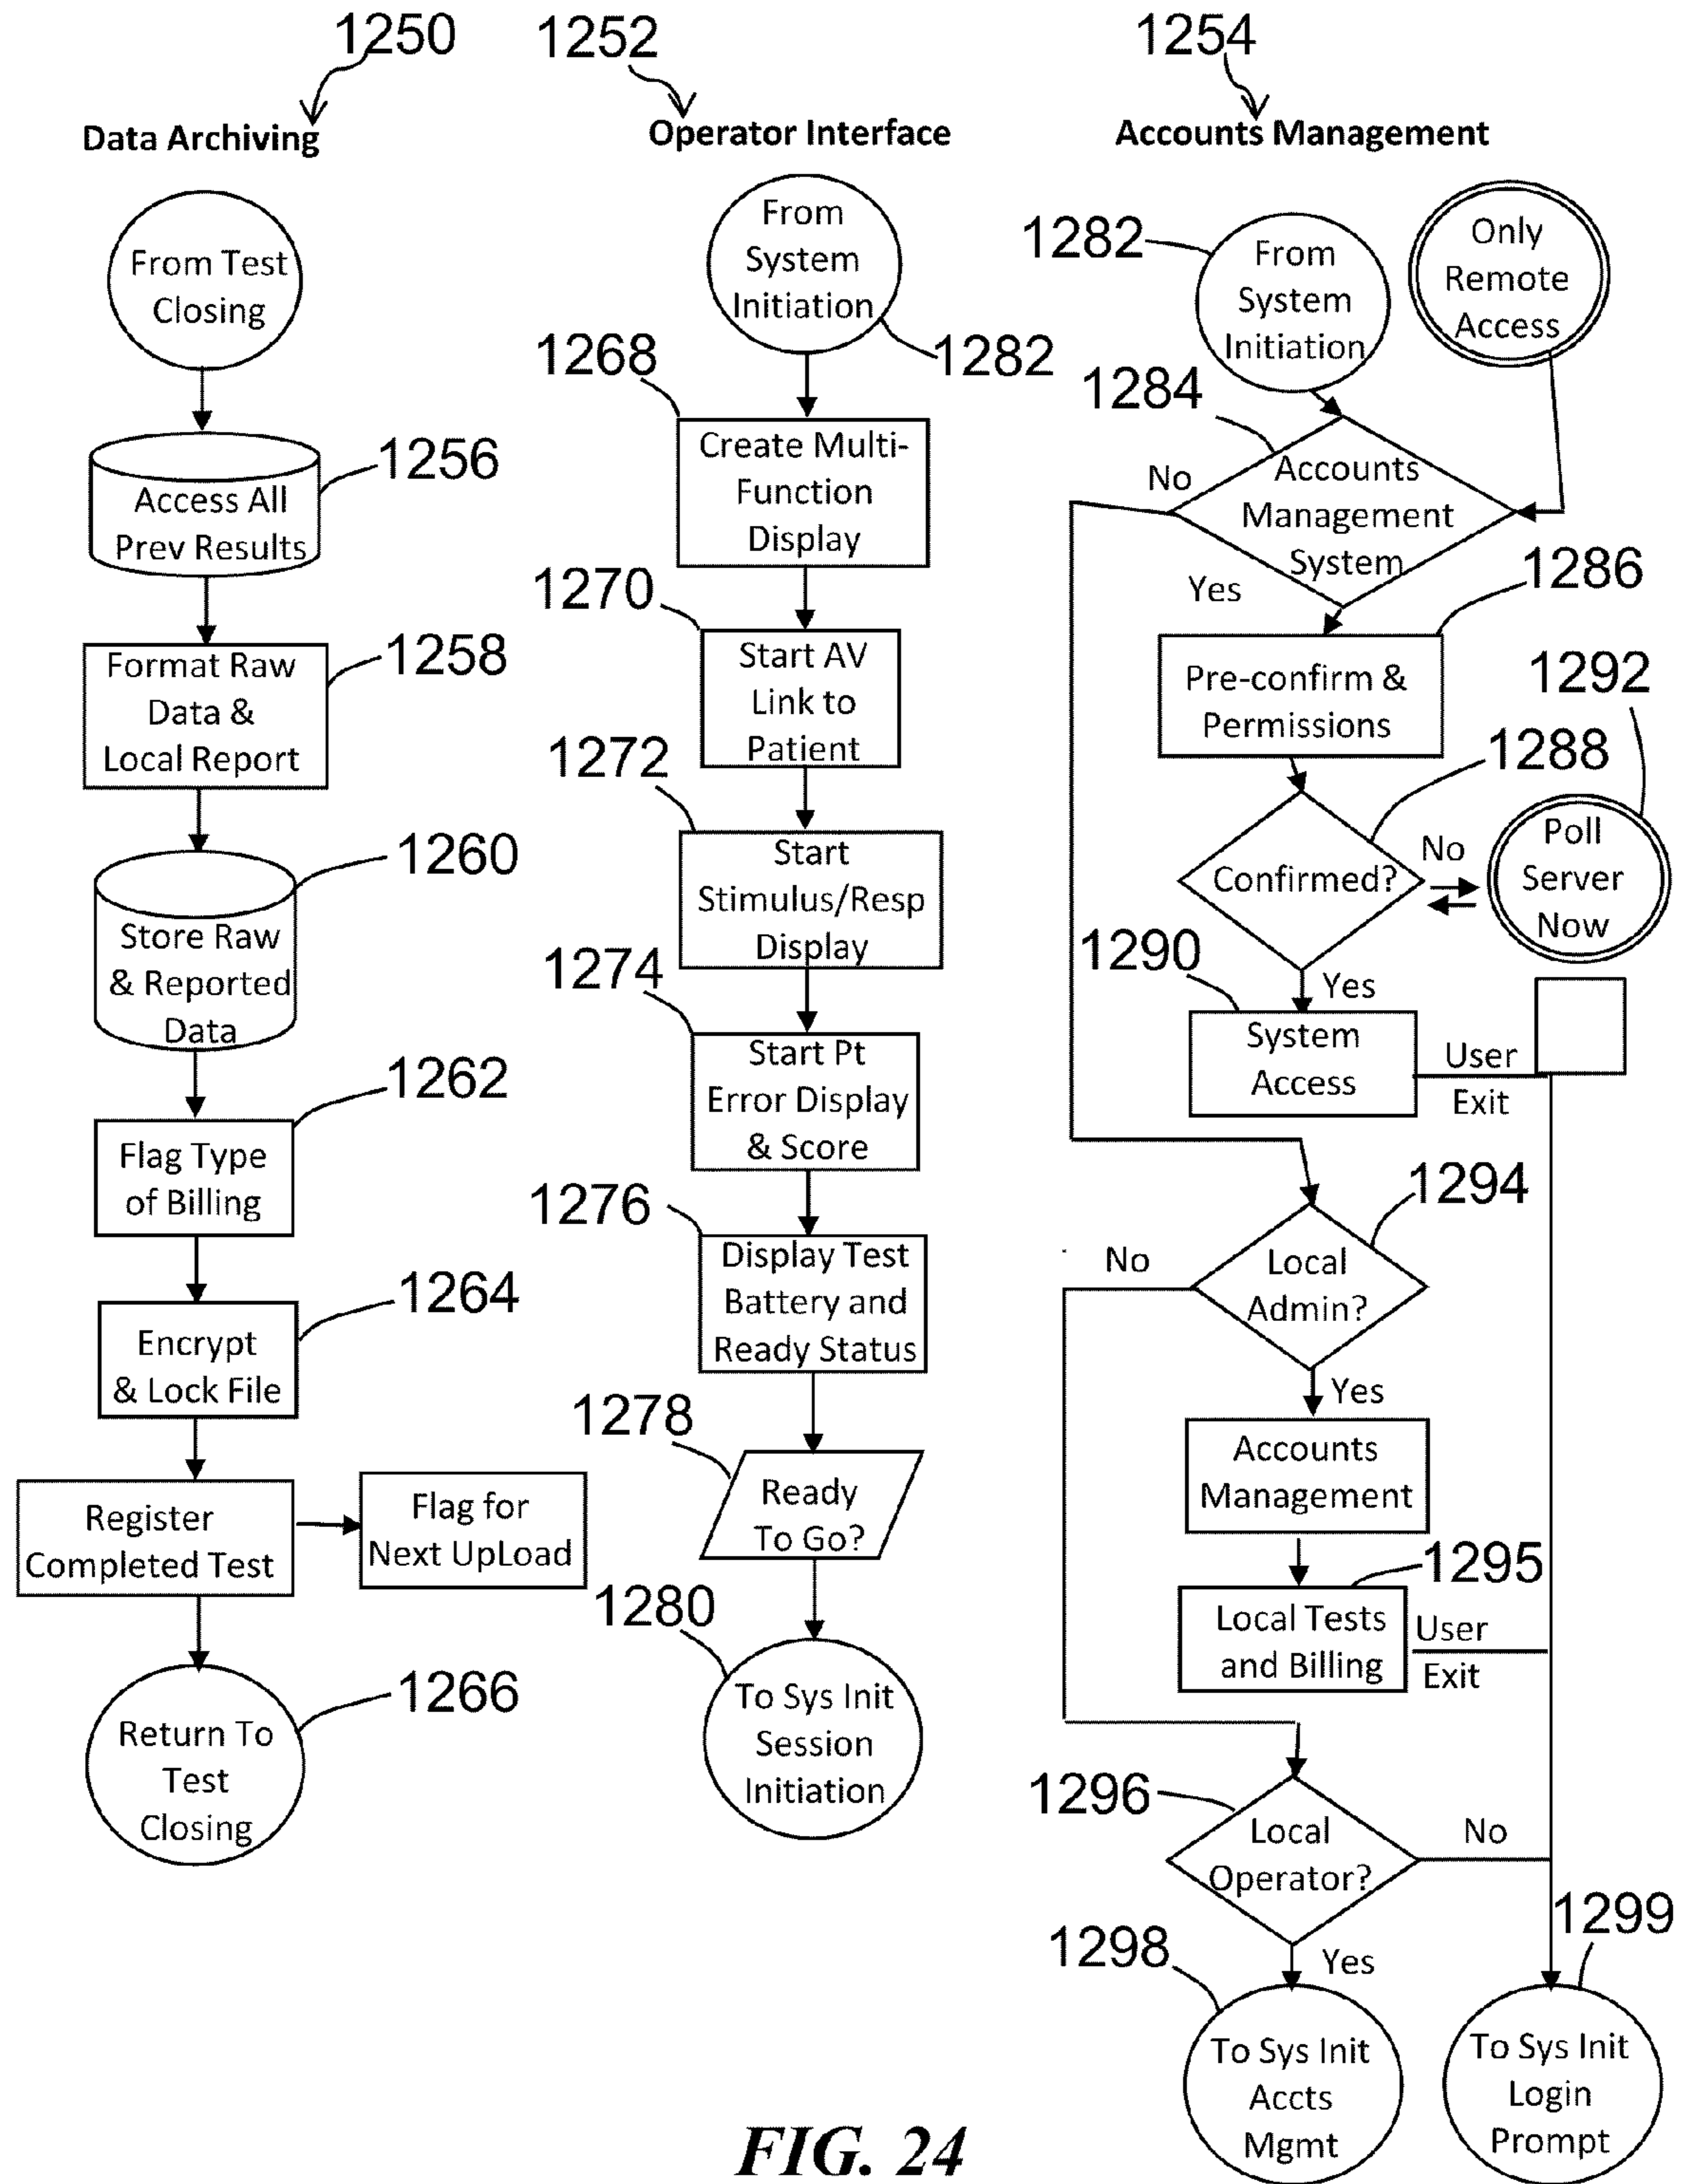 1250
Data Archiving
From Test
Closing
1256
Access All
Prev Results
1258
Format Raw
Data &
Local Report
1260
Store Raw
& Reported
Data
1262
Flag Type
of Billing
1264
Encrypt
& Lock File
Register
Completed Test
Flag for
Next UpLoad
1266
Return To
Test
Closing
1252
Operator Interface
From
System
Initiation
1282
1268
Create Multi-
Function
Display
1270
Start AV
Link to
Patient
1272
Start
Stimulus/Resp
Display
1274
Start Pt
Error Display
& Score
1276
Display Test
Battery and
Ready Status
1278
Ready
To Go?
1280
To Sys Init
Session
Initiation
1254
Accounts Management
1282
From
System
Initiation
Only
Remote
Access
1284
No
Accounts
Management
System
Yes
1286
Pre-confirm &
Permissions
1292
1288
Confirmed?
No
Poll
Server
Now
1290
Yes
System
Access
User
Exit
1294
No
Local
Admin?
Yes
Accounts
Management
1295
Local Tests
and Billing
User
Exit
1296
Local
Operator?
No
1299
1298
Yes
To Sys Init
Accts
Mgmt
To Sys Init
Login
Prompt
FIG. 24